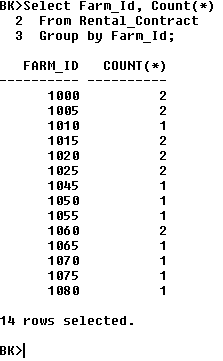 BK>Select Farm_Id, Count(*)
  2  From Rental_Contract
  3  Group by Farm_Id;

   FARM_ID   COUNT(*)
---------- ----------
      1000          2
      1005          2
      1010          1
      1015          2
      1020          2
      1025          2
      1045          1
      1050          1
      1055          1
      1060          2
      1065          1
      1070          1
      1075          1
      1080          1

14 rows selected.

BK>